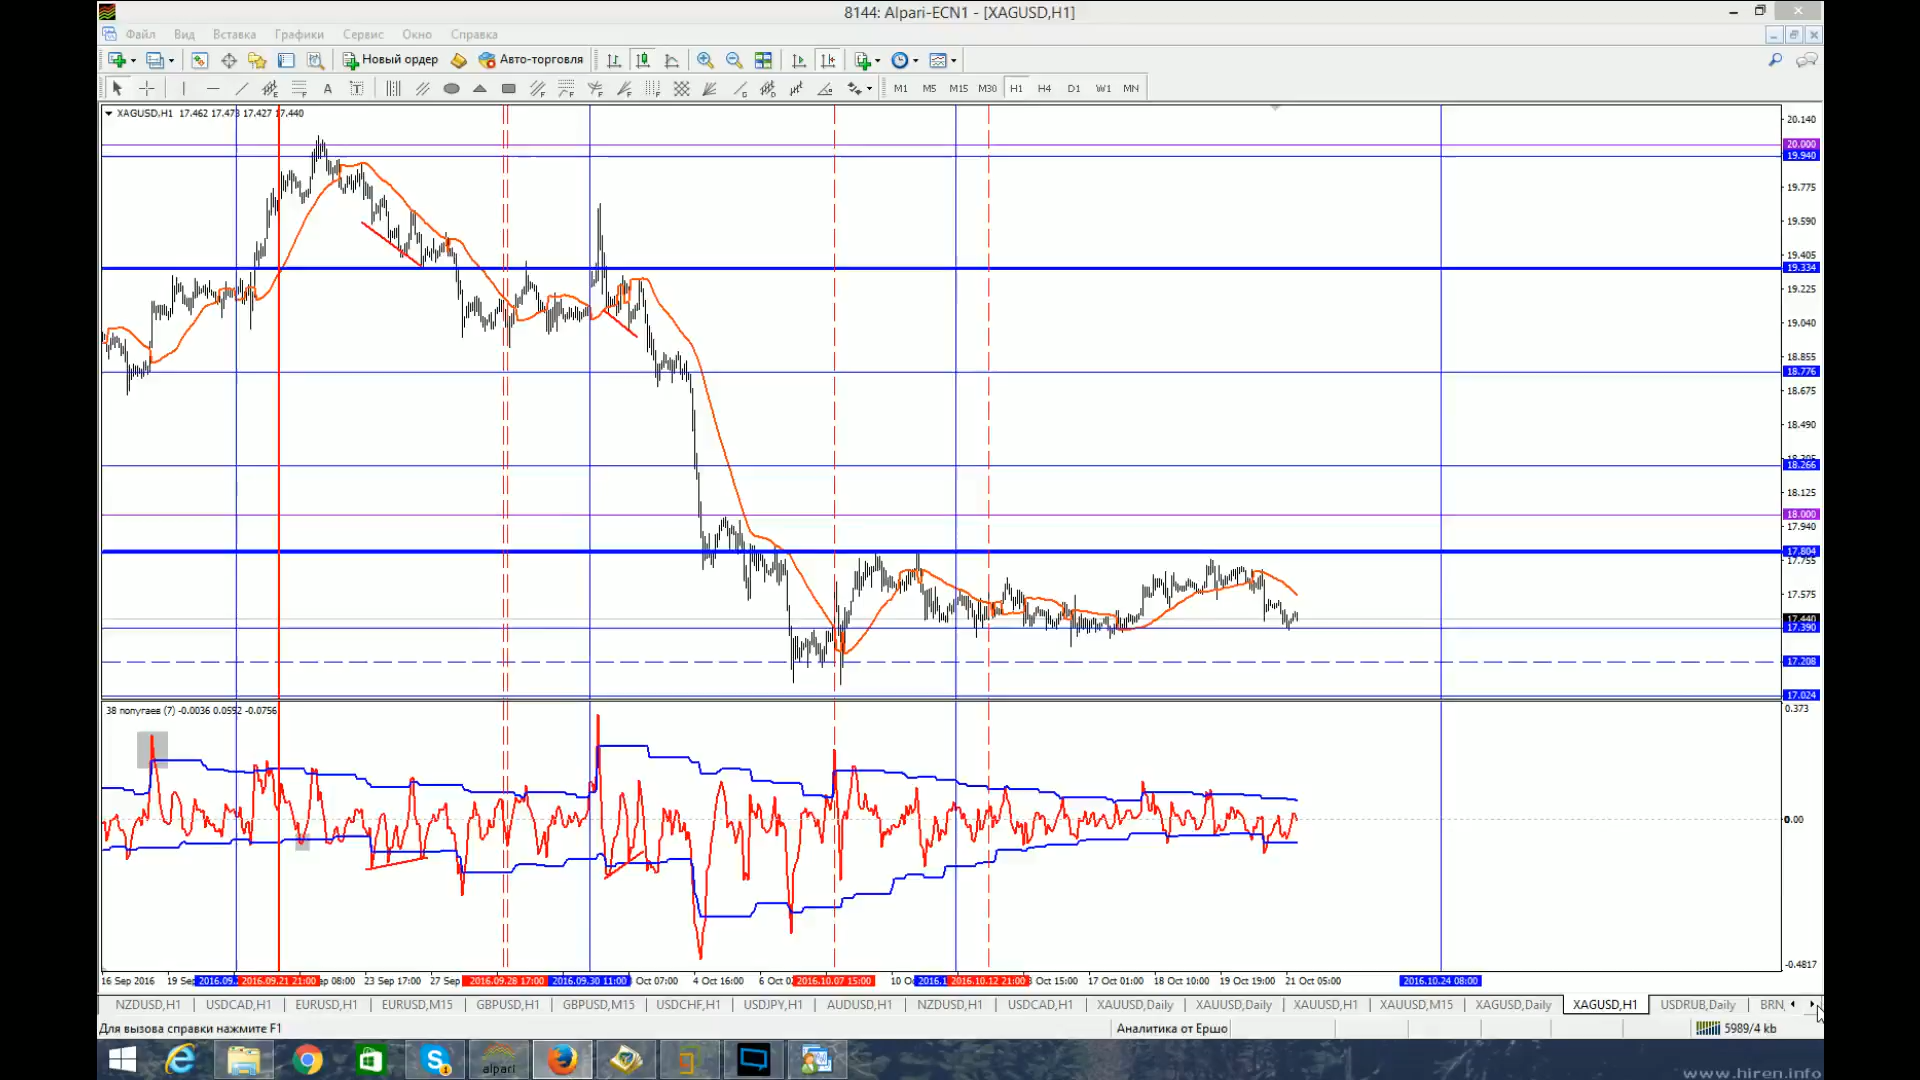 8144: Alpari-ECN1 - [XAGUSD,H1]
Файл Вид Вставка Графики Сервис Окно Справка
Новый ордер Авто-торговля
A T M1 M5 M15 M30 H1 H4 D1 W1 MN
XAGUSD,H1 17.462 17.473 17.427 17.440
20.140
20.000
19.940
19.775
19.590
19.405
19.334
19.225
19.040
18.855
18.776
18.675
18.490
18.266
18.125
18.000
17.940
17.804
17.755
17.575
17.440
17.390
17.208
17.024
38 попугаев (7) -0.0036 0.0552 -0.0756
0.373
0.00
-0.4817
16 Sep 2016 19 Sep 2016.09.21 21:00 08:00 23 Sep 17:00 27 Sep 2016.09.28 17:00 2016.09.30 11:00 Oct 07:00 4 Oct 16:00 6 Oct 2016.10.07 15:00 10 2016.10.12 21:00 15:00 17 Oct 01:00 18 Oct 10:00 19 Oct 19:00 21 Oct 05:00 2016.10.24 08:00
NZDUSD,H1 USDCAD,H1 EURUSD,H1 EURUSD,M15 GBPUSD,H1 GBPUSD,M15 USDCHF,H1 USDJPY,H1 AUDUSD,H1 NZDUSD,H1 USDCAD,H1 XAUUSD,Daily XAUUSD,Daily XAUUSD,H1 XAUUSD,M15 XAGUSD,Daily XAGUSD,H1 USDRUB,Daily BRN
Для вызова справки нажмите F1 Аналитика от Ершо 5989/4 kb
alpari
www.hiren.info